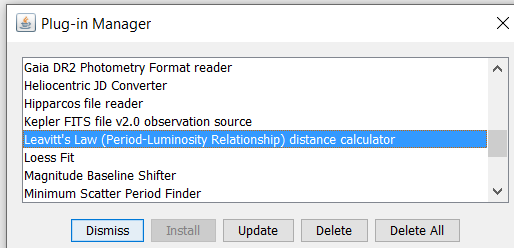 Plug-in Manager
Gaia DR2 Photometry Format reader
Heliocentric JD Converter
Hipparcos file reader
Kepler FITS file v2.0 observation source
Leavitt's Law (Period-Luminosity Relationship) distance calculator
Loess Fit
Magnitude Baseline Shifter
Minimum Scatter Period Finder
Dismiss Install Update Delete Delete All